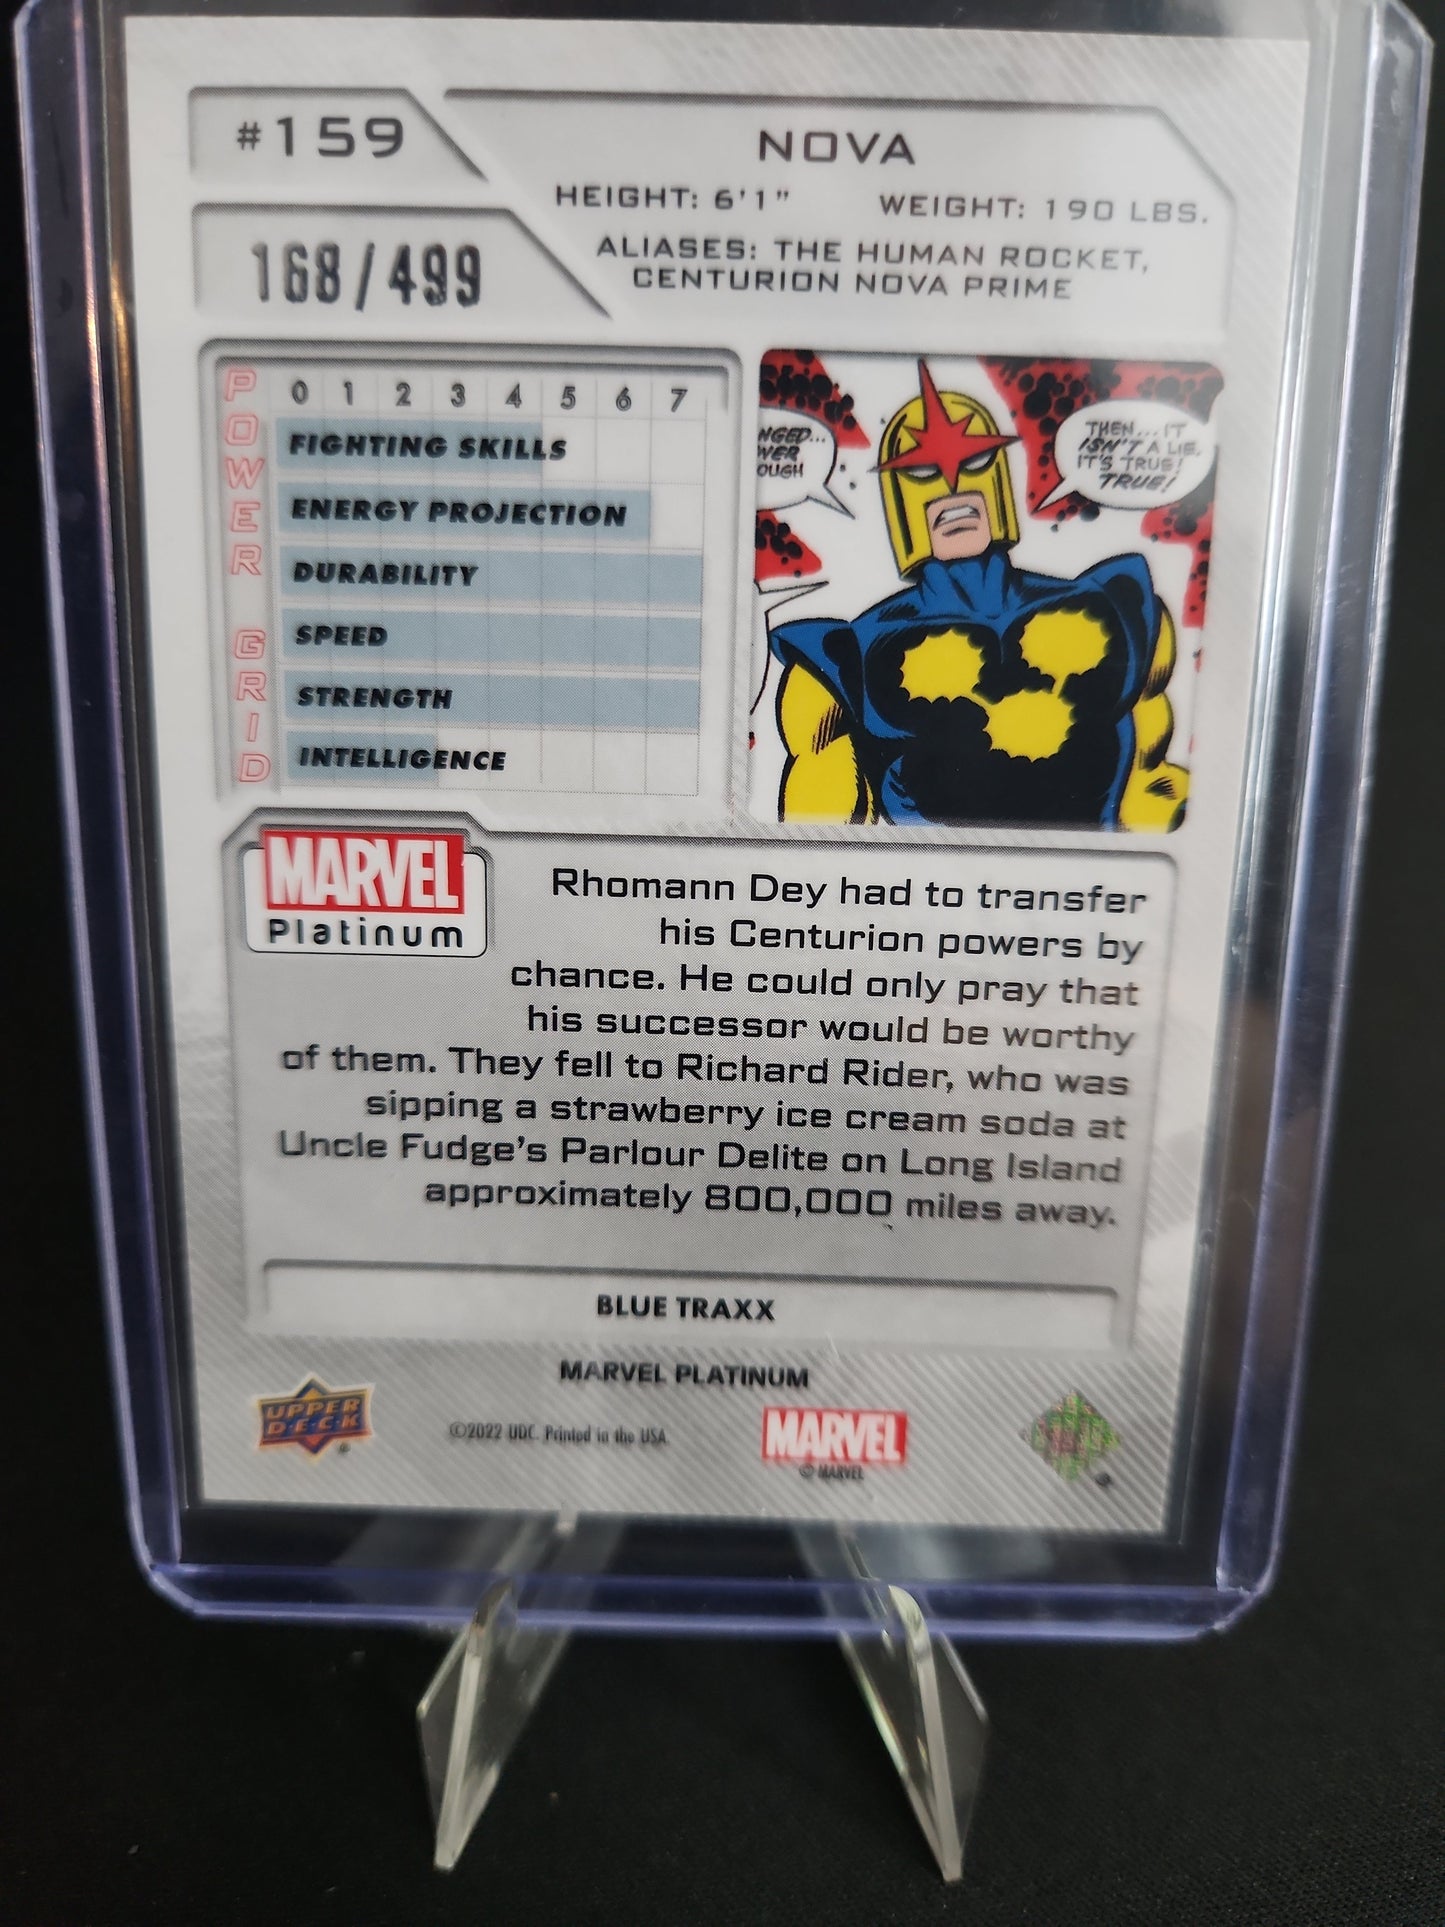 #159
NOVA
HEIGHT: 6'1" WEIGHT: 190 LBS.
ALIASES: THE HUMAN ROCKET,
CENTURION NOVA PRIME
168/499
POWER GRID
0 1 2 3 4 5 6 7
FIGHTING SKILLS
ENERGY PROJECTION
DURABILITY
SPEED
STRENGTH
INTELLIGENCE
NGED...
WER
OUGH
THEN...IT
ISN'T A LIE.
IT'S TRUE!
TRUE!
MARVEL
Platinum
Rhomann Dey had to transfer
his Centurion powers by
chance. He could only pray that
his successor would be worthy
of them. They fell to Richard Rider, who was
sipping a strawberry ice cream soda at
Uncle Fudge's Parlour Delite on Long Island
approximately 800,000 miles away.
BLUE TRAXX
MARVEL PLATINUM
UPPER
D·E·C·K
©2022 UDC. Printed in the USA.
MARVEL
© MARVEL